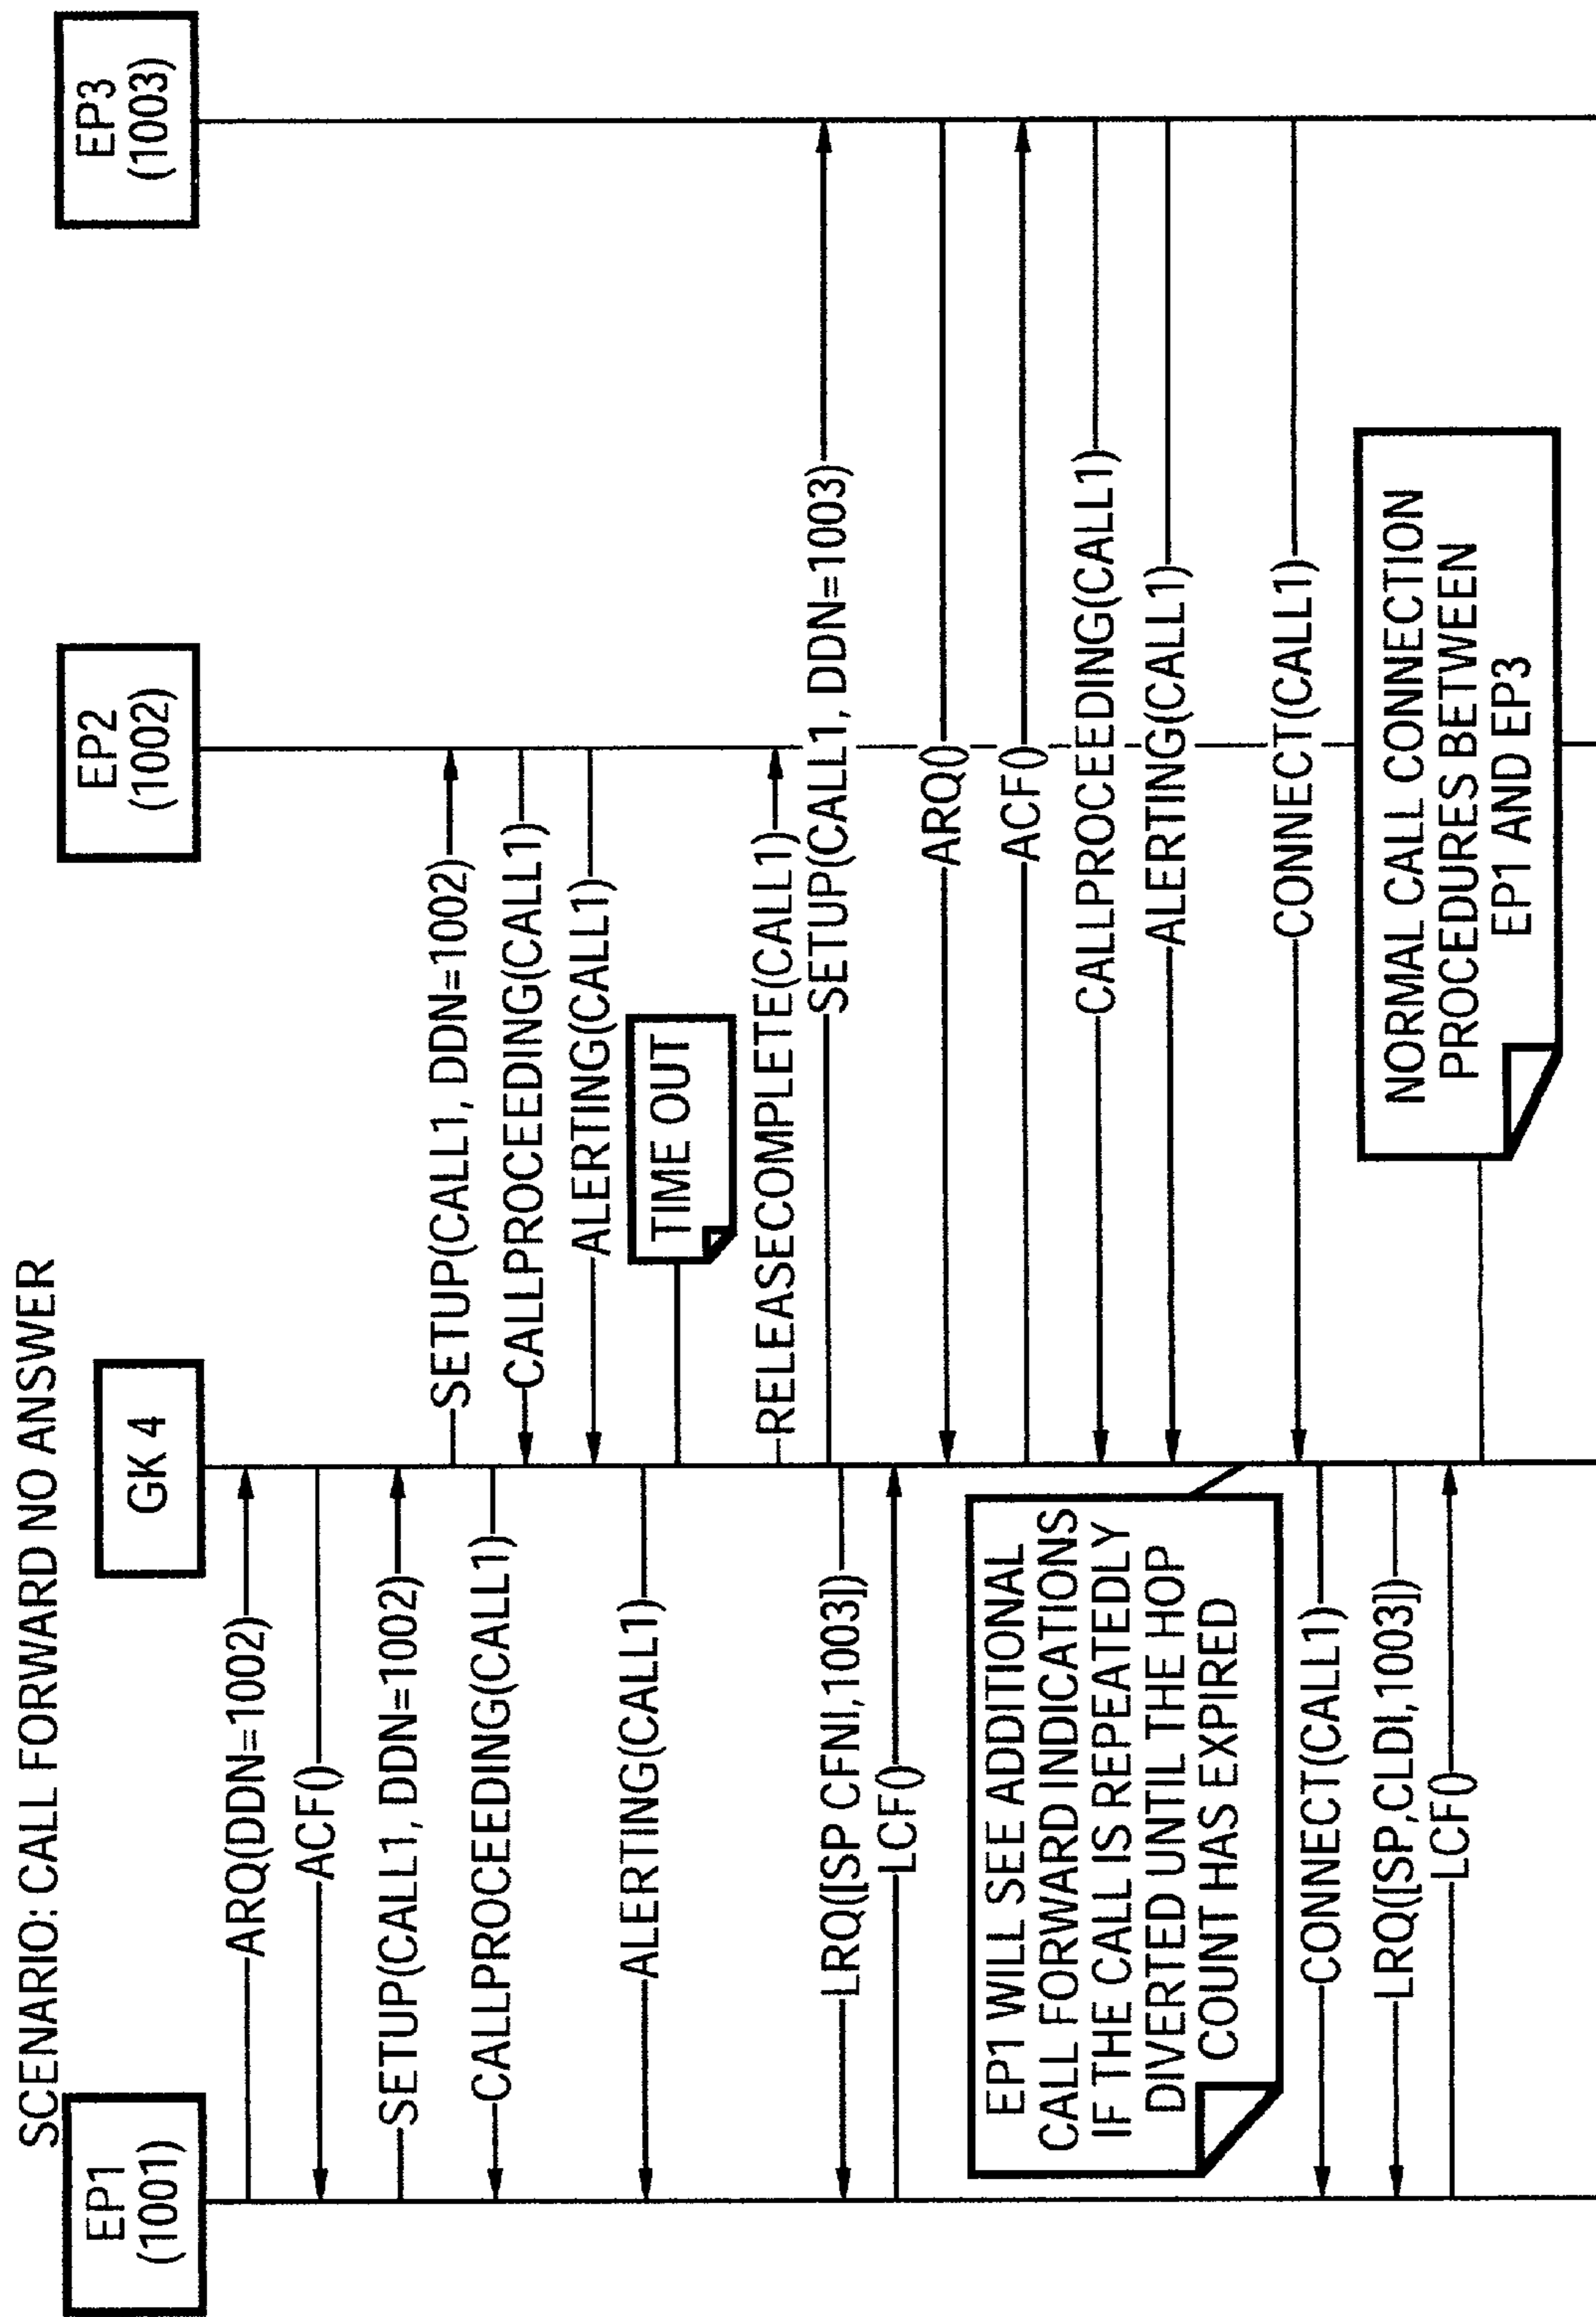 SCENARIO: CALL FORWARD NO ANSWER
EP1
(1001)
GK 4
EP2
(1002)
EP3
(1003)
ARQ(DDN=1002)
ACF()
SETUP(CALL1, DDN=1002)
SETUP(CALL1, DDN=1002)
CALLPROCEEDING(CALL1)
CALLPROCEEDING(CALL1)
ALERTING(CALL1)
ALERTING(CALL1)
TIME OUT
RELEASECOMPLETE(CALL1)
SETUP(CALL1, DDN=1003)
LRQ([SP CFNI,1003])
LCF()
ARQ()
ACF()
CALLPROCEEDING(CALL1)
ALERTING(CALL1)
EP1 WILL SEE ADDITIONAL
CALL FORWARD INDICATIONS
IF THE CALL IS REPEATEDLY
DIVERTED UNTIL THE HOP
COUNT HAS EXPIRED
CONNECT(CALL1)
CONNECT(CALL1)
LRQ([SP,CLDI,1003])
LCF()
NORMAL CALL CONNECTION
PROCEDURES BETWEEN
EP1 AND EP3